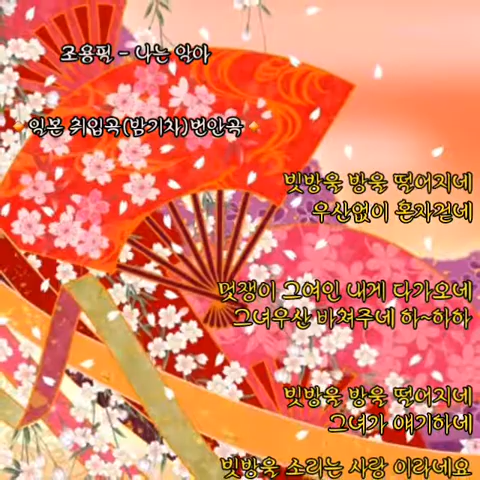 조용필 - 나는 악아
일본 취입곡(밤기차)번안곡
빗방울 방울 떨어지네
우산없이 혼자걷네
멋쟁이 그여인 내게 다가오네
그녀우산 바쳐주네 하~하하
빗방울 방울 떨어지네
그녀가 얘기하네
빗방울 소리는 사랑 이라네요